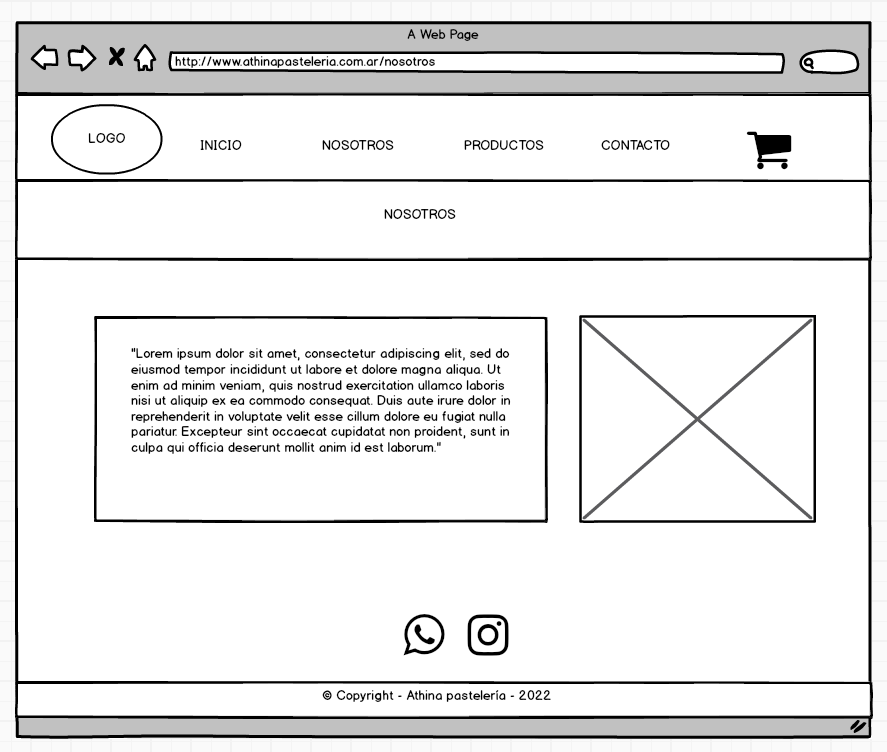 A Web Page
http://www.athinapasteleria.com.ar/nosotros
LOGO
INICIO
NOSOTROS
PRODUCTOS
CONTACTO
NOSOTROS
"Lorem ipsum dolor sit amet, consectetur adipiscing elit, sed do
eiusmod tempor incididunt ut labore et dolore magna aliqua. Ut
enim ad minim veniam, quis nostrud exercitation ullamco laboris
nisi ut aliquip ex ea commodo consequat. Duis aute irure dolor in
reprehenderit in voluptate velit esse cillum dolore eu fugiat nulla
pariatur. Excepteur sint occaecat cupidatat non proident, sunt in
culpa qui officia deserunt mollit anim id est laborum."
© Copyright - Athina pastelería - 2022